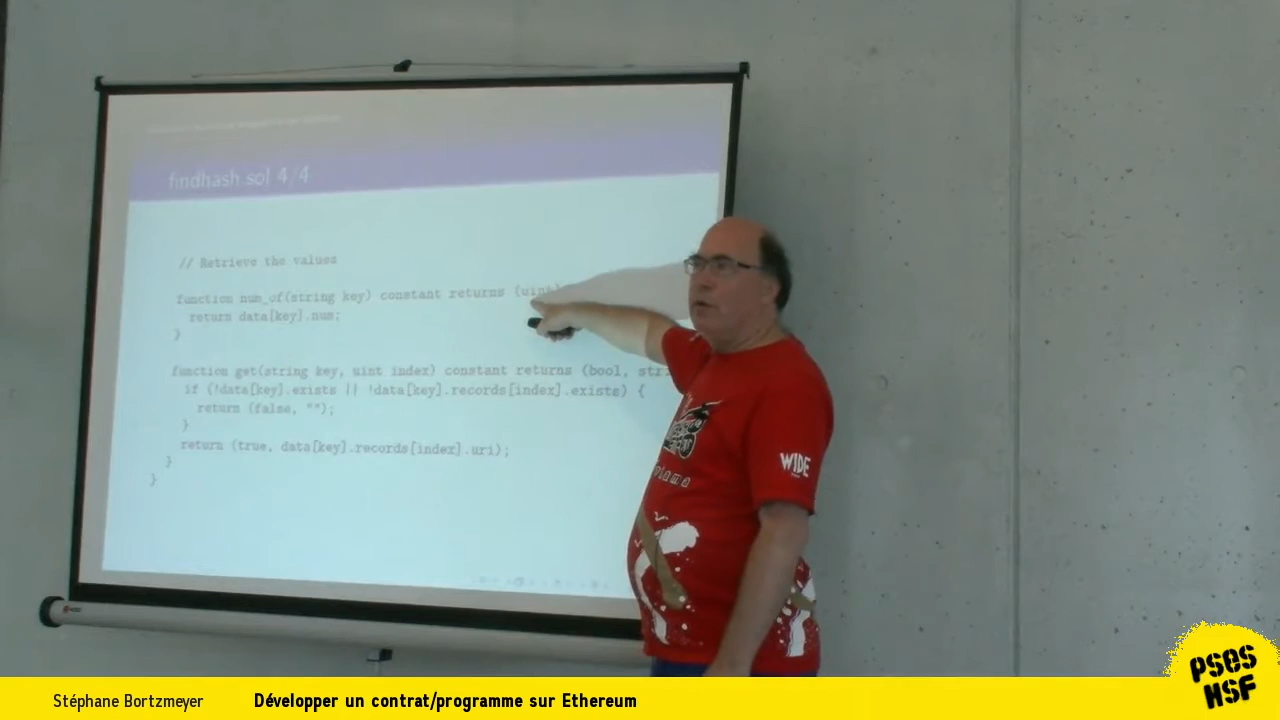 findhash sol 4/4
// Retrieve the values
function num_of(string key) constant returns (uint)
return data[key].num;
}
function get(string key, uint index) constant returns (bool, stri
if (!data[key].exists || !data[key].records[index].exists) {
return (false, "");
}
return (true, data[key].records[index].uri);
}
}
WIDE
Stéphane Bortzmeyer
Développer un contrat/programme sur Ethereum
PSES
HSF